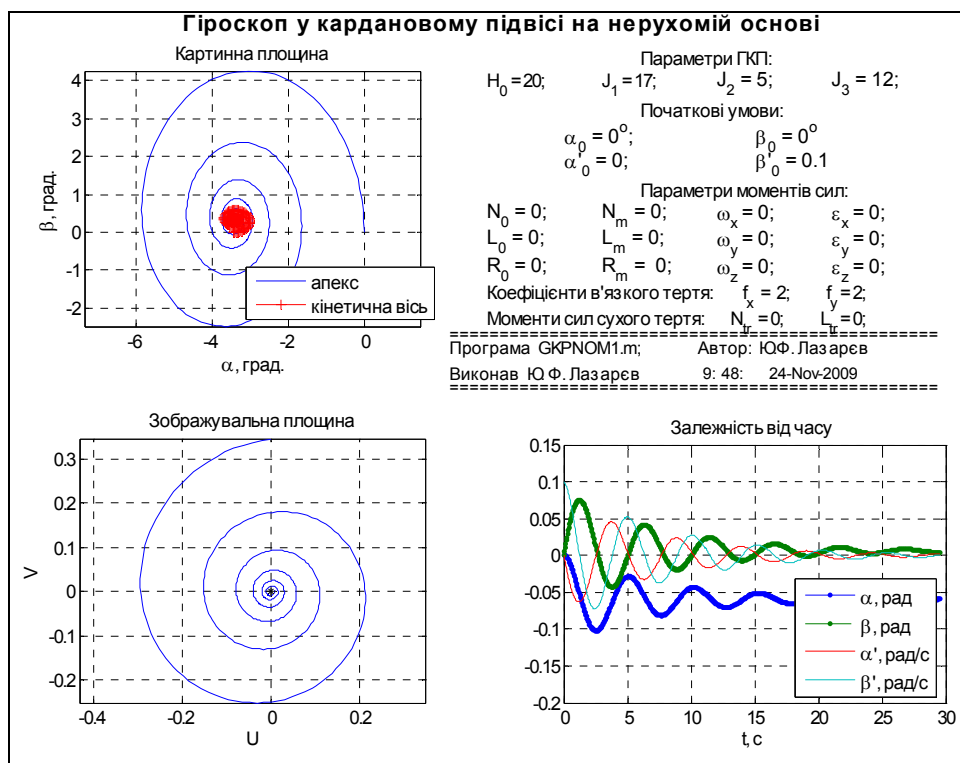 Гіроскоп у кардановому підвісі на нерухомій основі
Картинна площина
4
3
2
1
0
-1
-2
β, град.
-6
-4
-2
0
α, град.
апекс
кінетична вісь
Параметри ГКП:
H0 =20; J1 =17; J2 = 5; J3 = 12;
Початкові умови:
α0 = 0°; β0 = 0°
α'0 = 0; β'0 = 0.1
Параметри моментів сил:
N0 = 0; Nm = 0; ωx = 0; εx = 0;
L0 = 0; Lm = 0; ωy = 0; εy = 0;
R0 = 0; Rm = 0; ωz = 0; εz = 0;
Коефіцієнти в'язкого тертя: fx = 2; fy =2;
Моменти сил сухого тертя: Ntr =0; Ltr =0;
Програма GKPNOM1.m; Автор: Ю.Ф. Лазарєв
Виконав Ю. Ф. Лазарєв 9: 48: 24-Nov-2009
Зображувальна площина
0.3
0.2
0.1
0
-0.1
-0.2
V
-0.4
-0.2
0
0.2
U
Залежність від часу
0.15
0.1
0.05
0
-0.05
-0.1
-0.15
-0.2
0
5
10
15
20
25
30
t, c
α, рад
β, рад
α', рад/с
β', рад/с